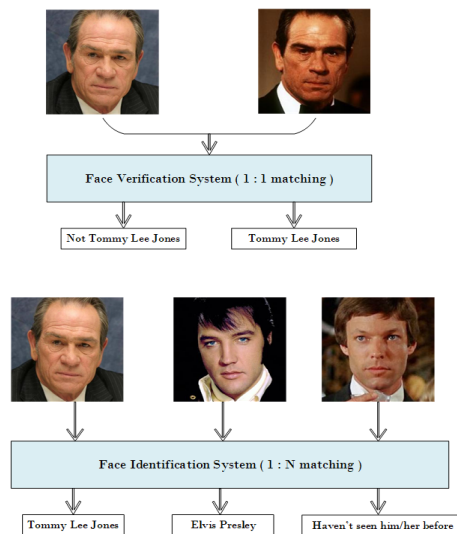 Face Verification System ( 1 : 1 matching )
Not Tommy Lee Jones
Tommy Lee Jones
Face Identification System ( 1 : N matching )
Tommy Lee Jones
Elvis Presley
Haven't seen him/her before